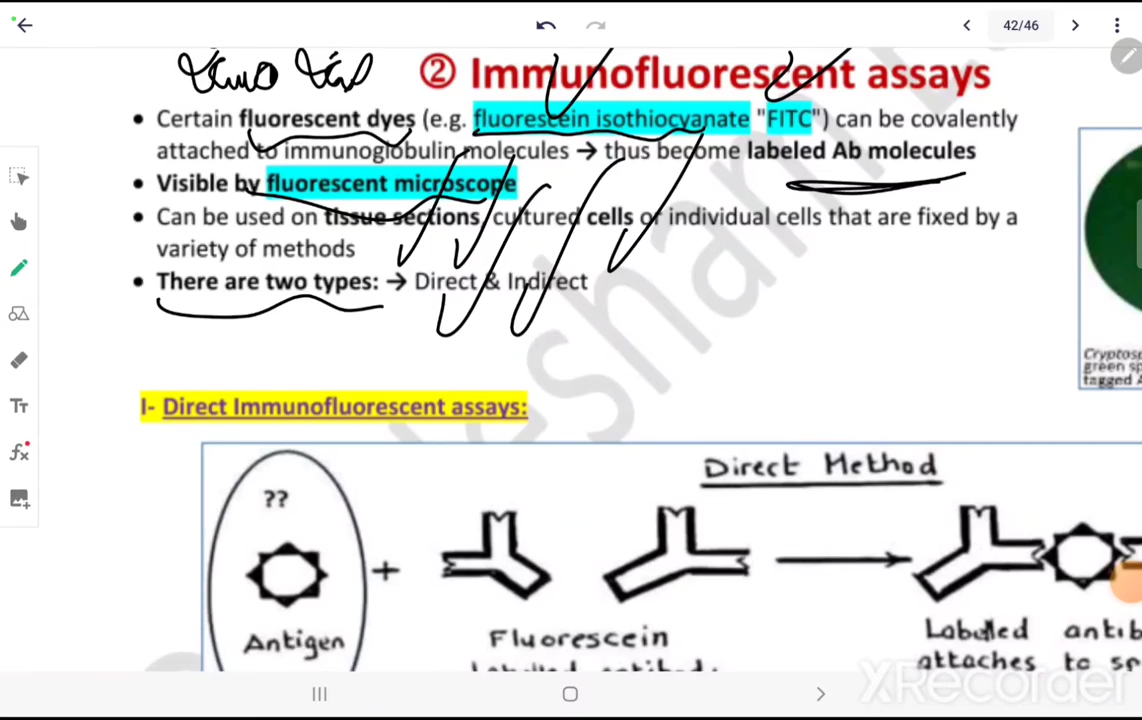 42/46
② Immunofluorescent assays
• Certain fluorescent dyes (e.g. fluorescein isothiocyanate "FITC") can be covalently
attached to immunoglobulin molecules → thus become labeled Ab molecules
• Visible by fluorescent microscope
• Can be used on tissue sections, cultured cells or individual cells that are fixed by a
variety of methods
• There are two types: → Direct & Indirect
green
tagged
I- Direct Immunofluorescent assays:
Direct Method
??
+
Antigen
Fluorescein
Labelled
attaches to
XRecorder